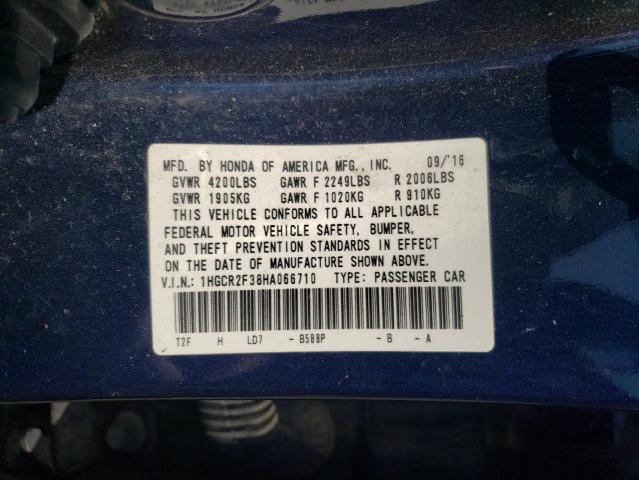 MFD. BY HONDA OF AMERICA MFG., INC. 09/'16
GVWR 4200LBS GAWR F 2249LBS R 2006LBS
GVWR 1905KG GAWR F 1020KG R 910KG
THIS VEHICLE CONFORMS TO ALL APPLICABLE
FEDERAL MOTOR VEHICLE SAFETY, BUMPER,
AND THEFT PREVENTION STANDARDS IN EFFECT
ON THE DATE OF MANUFACTURE SHOWN ABOVE.
V.I.N.: 1HGCR2F38HA066710 TYPE: PASSENGER CAR
T2F H LD7 - B588P - B - A